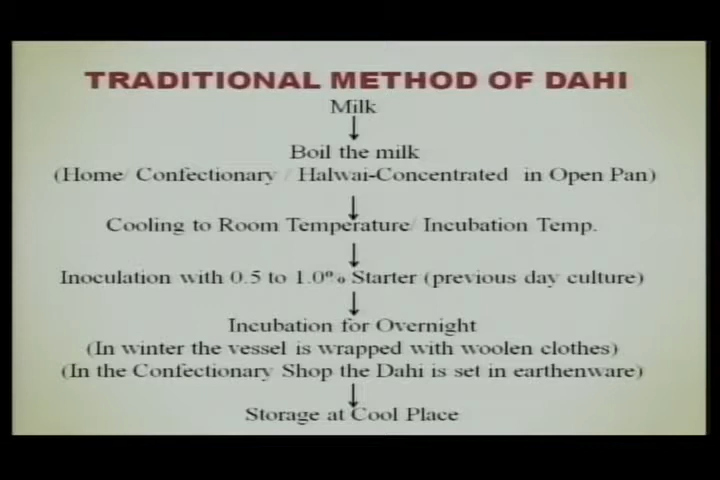 TRADITIONAL METHOD OF DAHI
Milk
Boil the milk
(Home/ Confectionary / Halwai-Concentrated in Open Pan)
Cooling to Room Temperature/ Incubation Temp.
Inoculation with 0.5 to 1.0% Starter (previous day culture)
Incubation for Overnight
(In winter the vessel is wrapped with woolen clothes)
(In the Confectionary Shop the Dahi is set in earthenware)
Storage at Cool Place